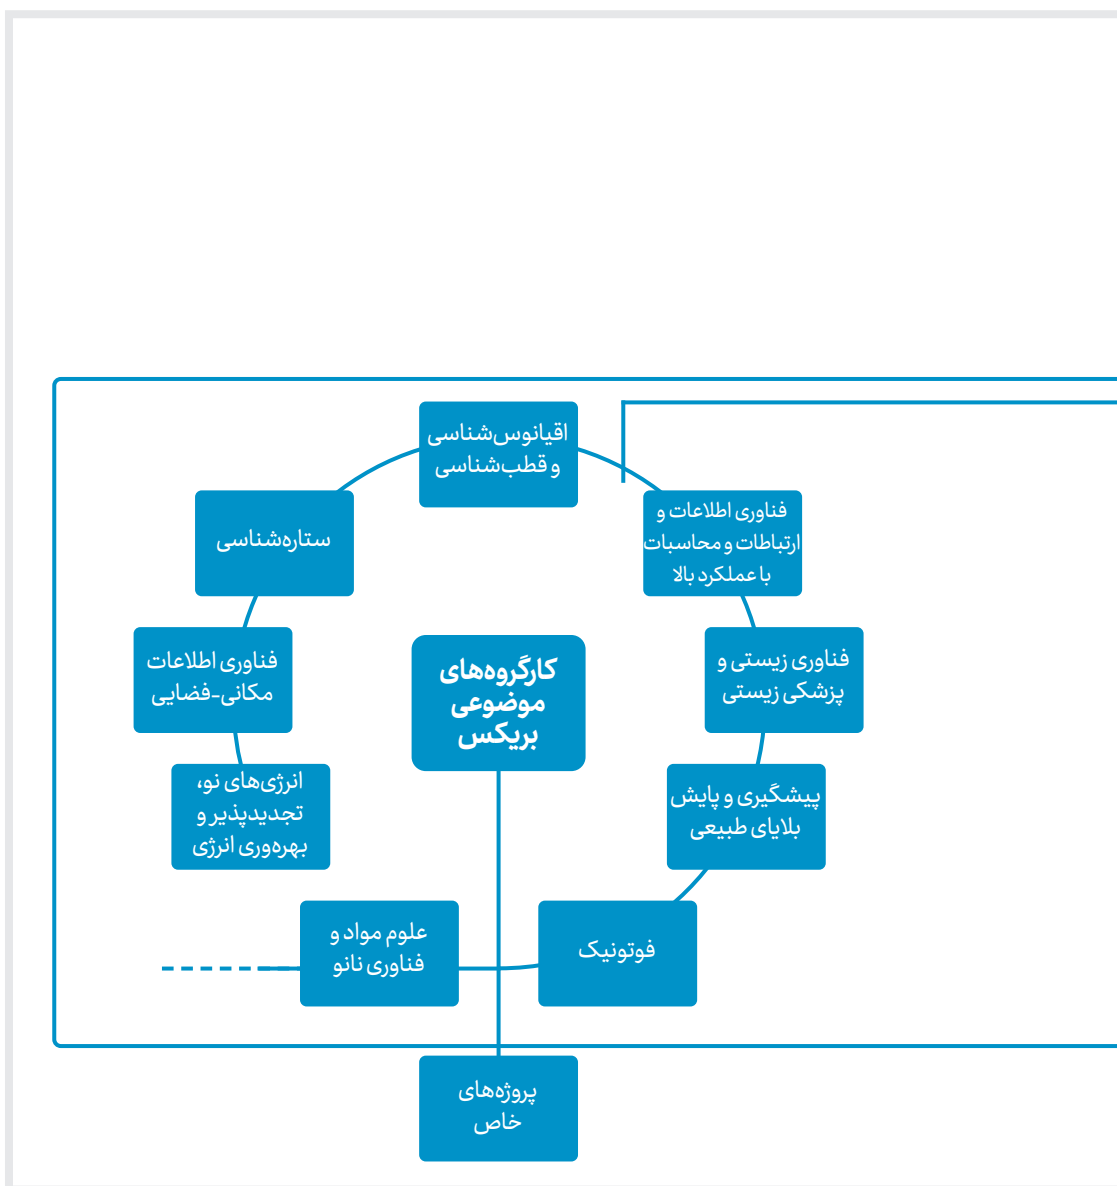 اقیانوس‌شناسی
و قطب‌شناسی
فناوری اطلاعات و
ارتباطات و محاسبات
با عملکرد بالا
ستاره‌شناسی
فناوری زیستی و
پزشکی زیستی
کارگروه‌های
موضوعی
بریکس
فناوری اطلاعات
مکانی-فضایی
پیشگیری و پایش
بلایای طبیعی
انرژی‌های نو،
تجدیدپذیر و
بهره‌وری انرژی
فوتونیک
علوم مواد و
فناوری نانو
پروژه‌های
خاص